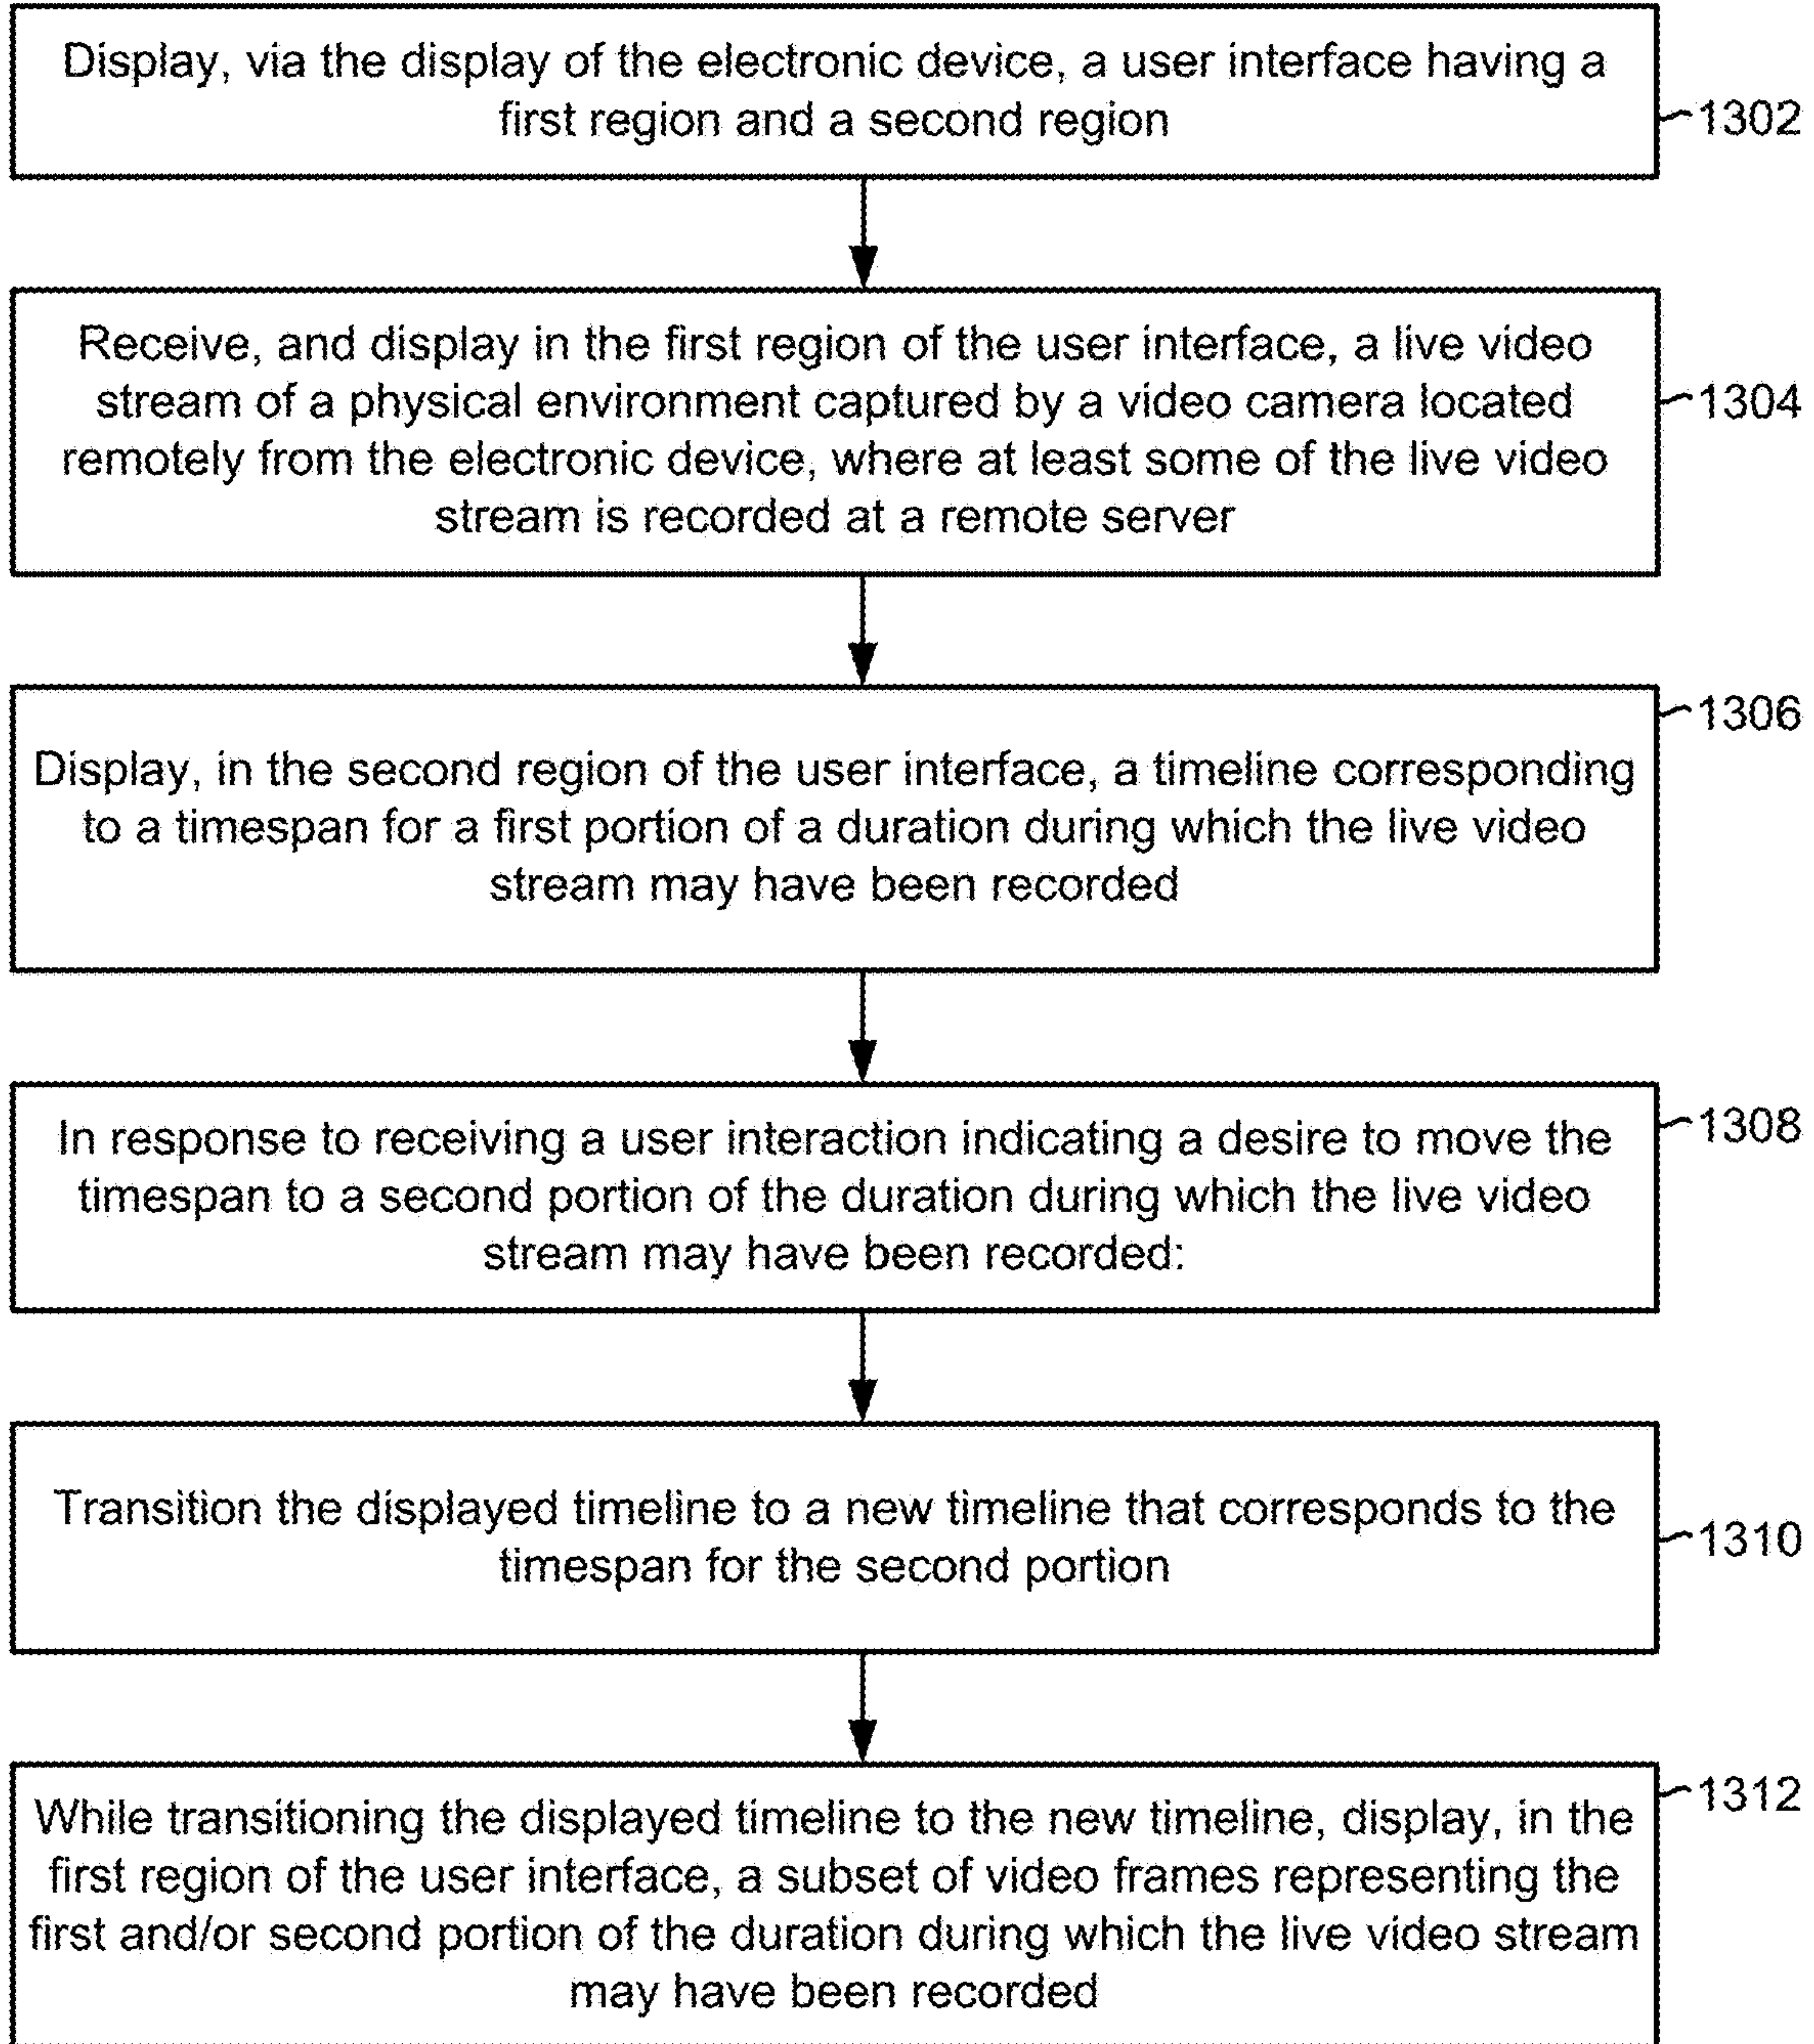 Display, via the display of the electronic device, a user interface having a
first region and a second region
1302
Receive, and display in the first region of the user interface, a live video
stream of a physical environment captured by a video camera located
remotely from the electronic device, where at least some of the live video
stream is recorded at a remote server
1304
Display, in the second region of the user interface, a timeline corresponding
to a timespan for a first portion of a duration during which the live video
stream may have been recorded
1306
In response to receiving a user interaction indicating a desire to move the
timespan to a second portion of the duration during which the live video
stream may have been recorded:
1308
Transition the displayed timeline to a new timeline that corresponds to the
timespan for the second portion
1310
While transitioning the displayed timeline to the new timeline, display, in the
first region of the user interface, a subset of video frames representing the
first and/or second portion of the duration during which the live video stream
may have been recorded
1312